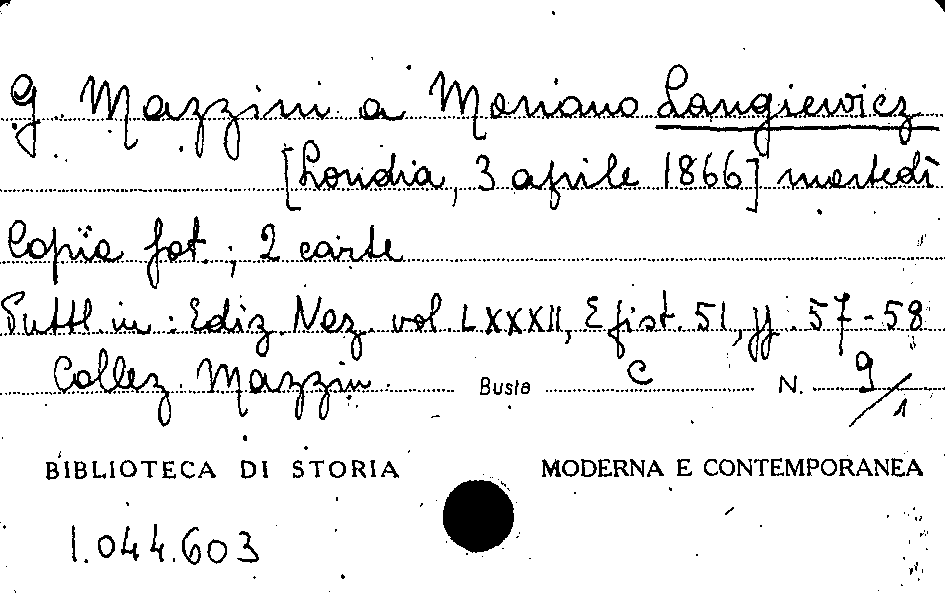 G. Mazzini a Mariano Langiewicz
[Londra, 3 aprile 1866] martedì
Copia fot.; 2 carte
Pubbl. in: Ediz. Naz. vol. LXXXII, Epist. 51, pp. 57-58
Collez. Mazzini Busta C N. 9/1
BIBLIOTECA DI STORIA MODERNA E CONTEMPORANEA
1.044.603